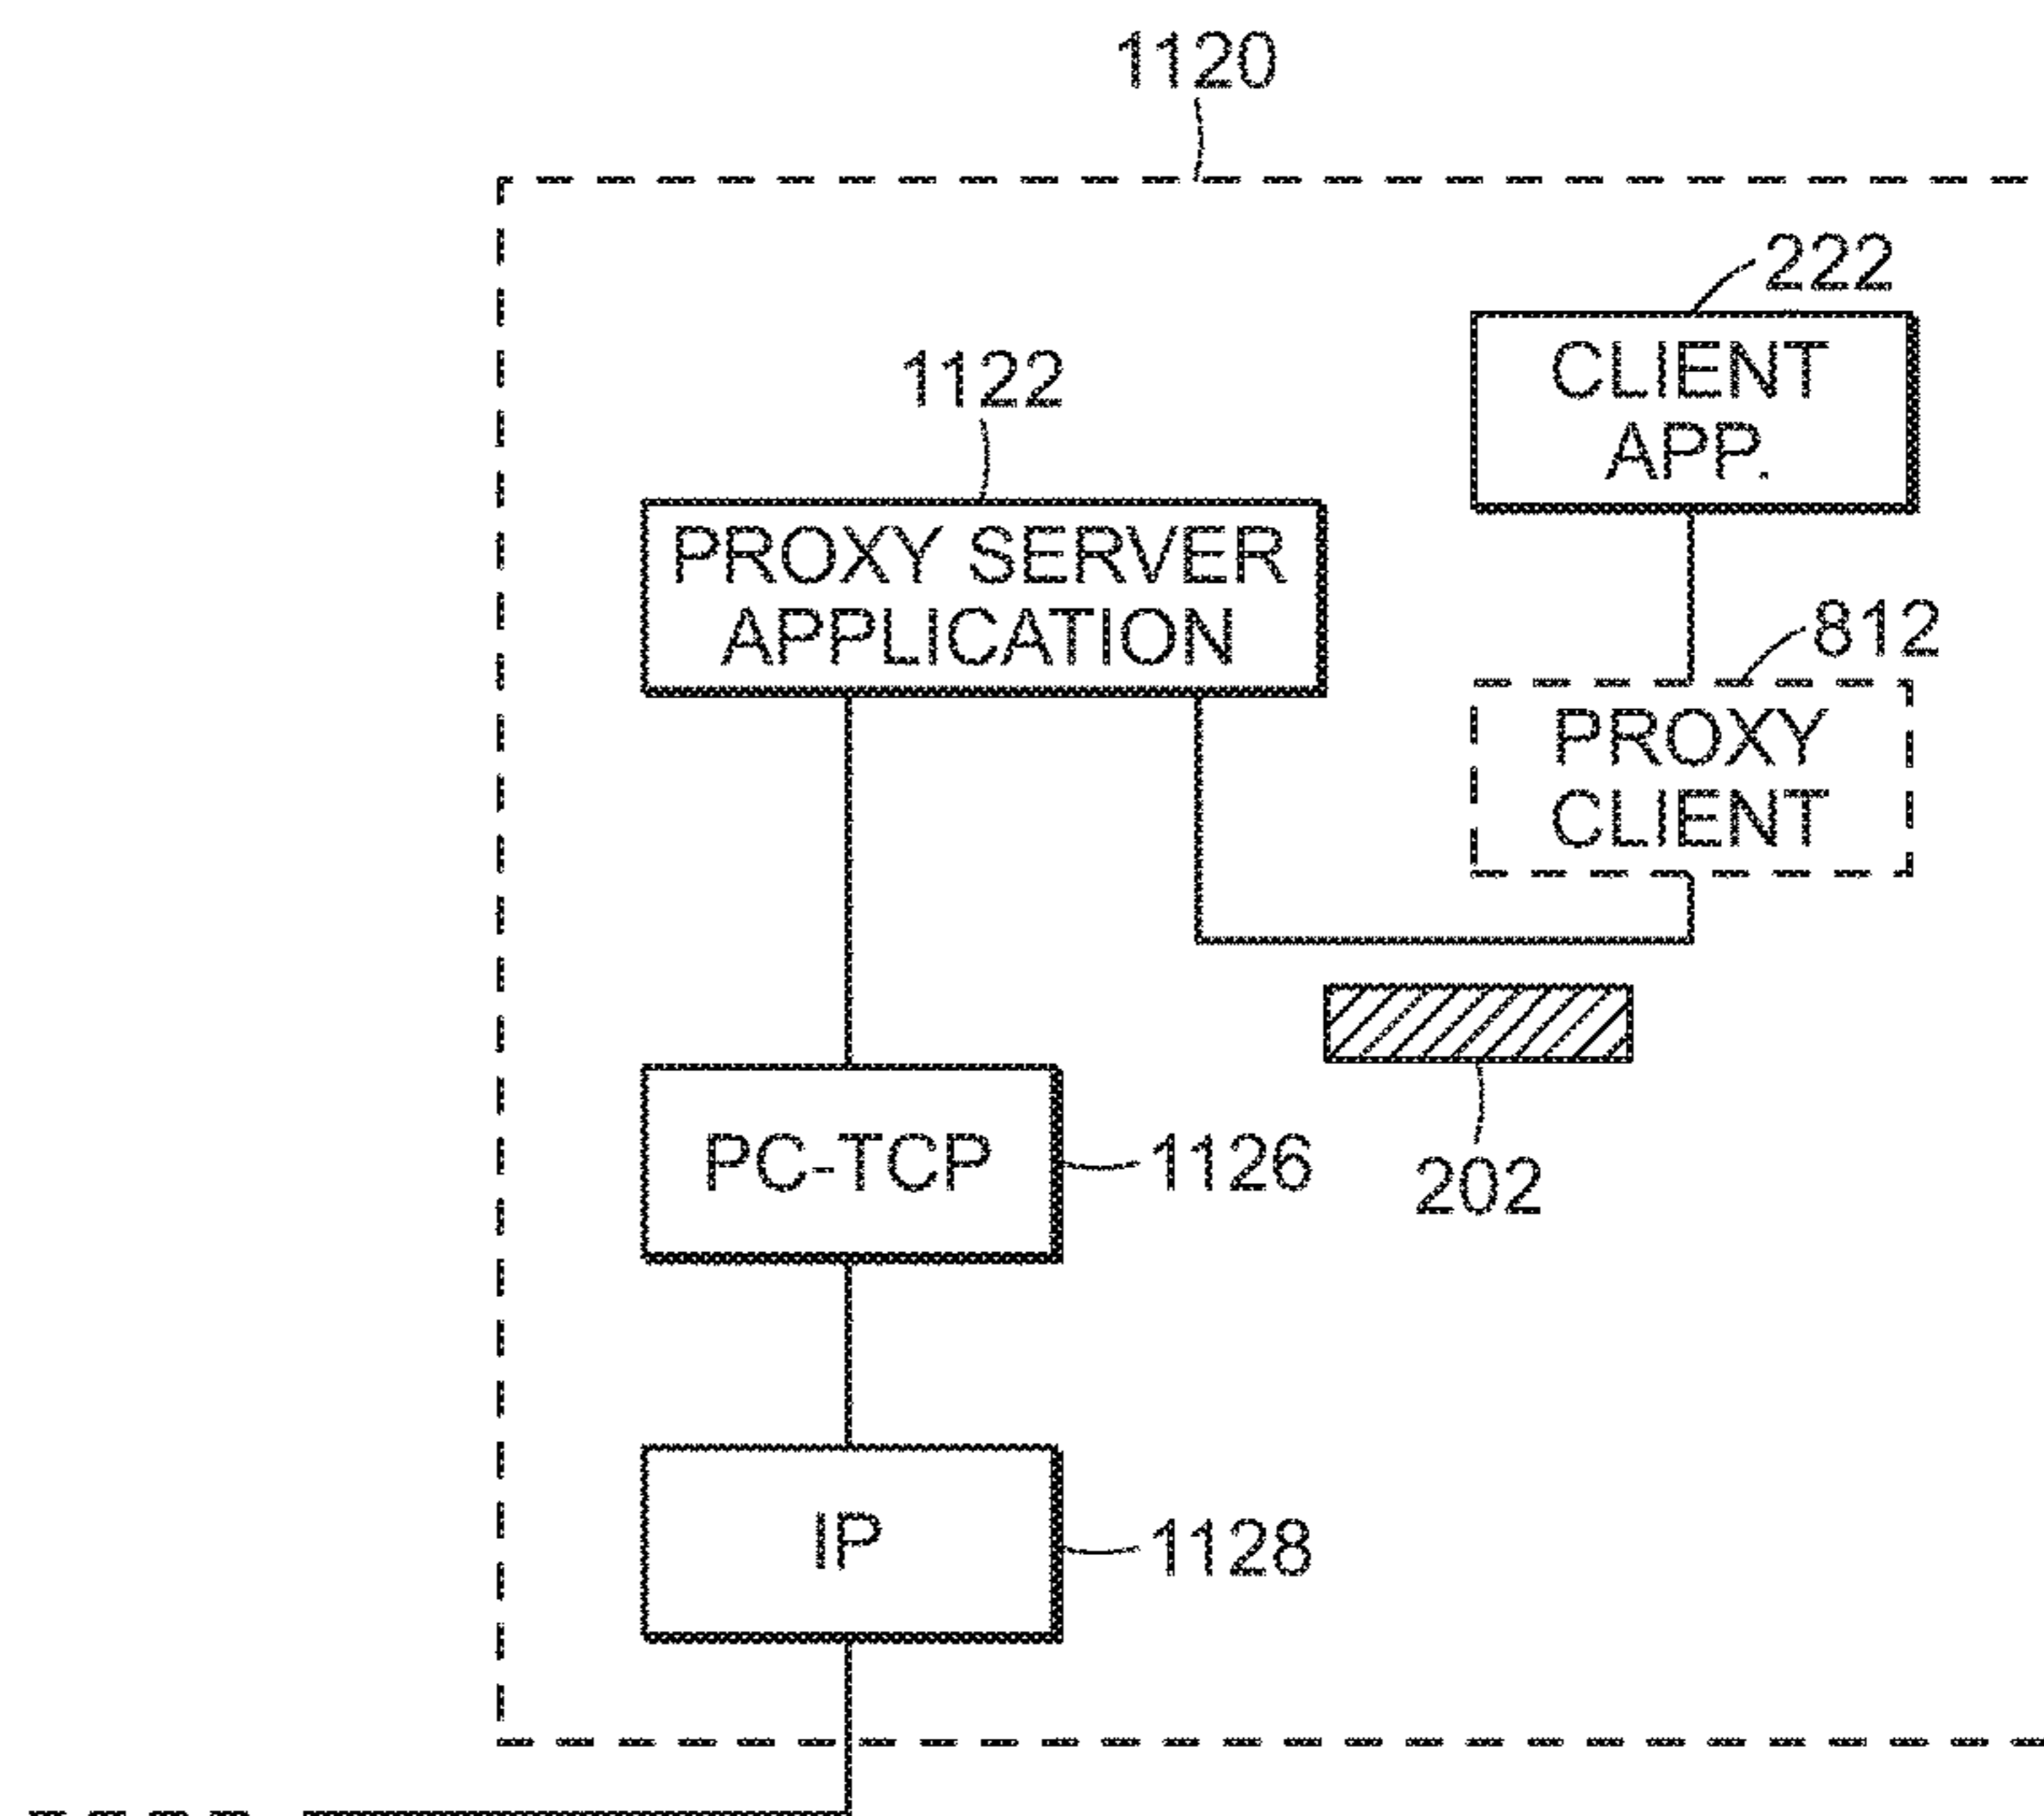 1120
222
CLIENT
APP.
1122
PROXY SERVER
APPLICATION
812
PROXY
CLIENT
PC-TCP
1126
202
IP
1128